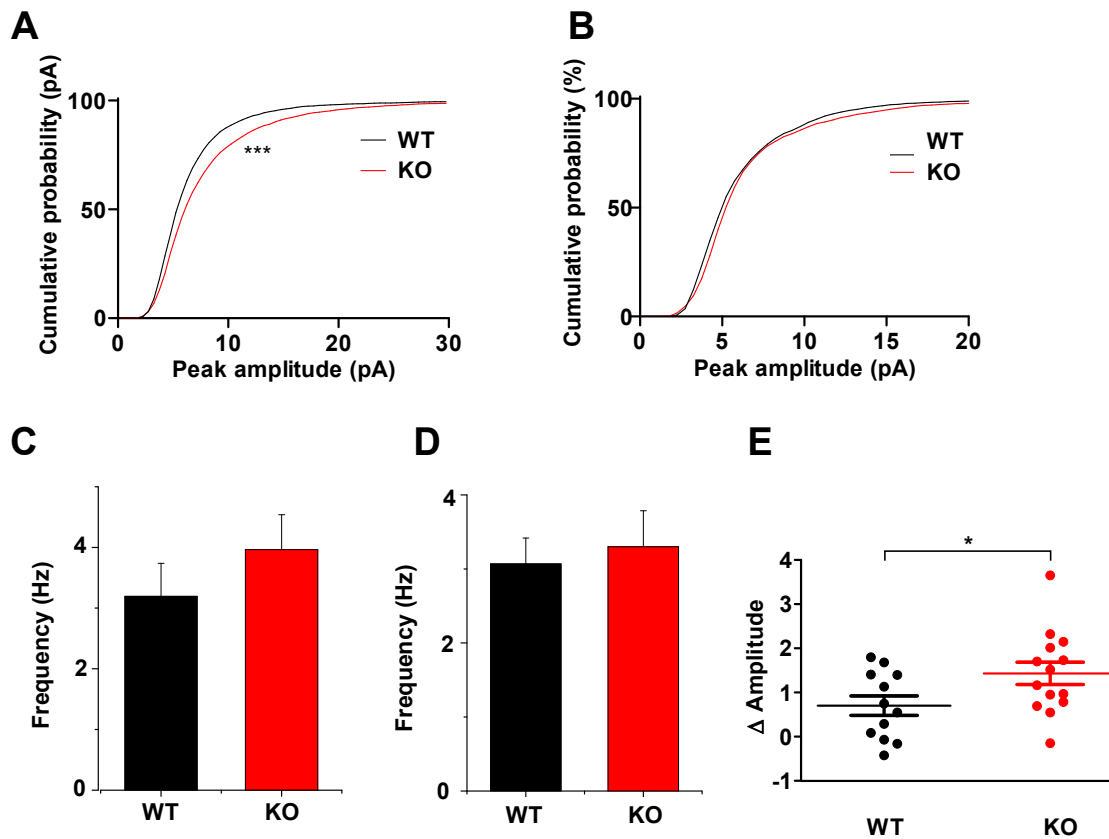 A
Cumulative probability (pA)
100
50
0
0 10 20 30
Peak amplitude (pA)
WT
KO
***
B
Cumulative probability (%)
100
50
0
0 5 10 15 20
Peak amplitude (pA)
WT
KO
C
Frequency (Hz)
4
2
0
WT KO
D
Frequency (Hz)
4
2
0
WT KO
E
Δ Amplitude
4
3
2
1
0
-1
*
WT KO